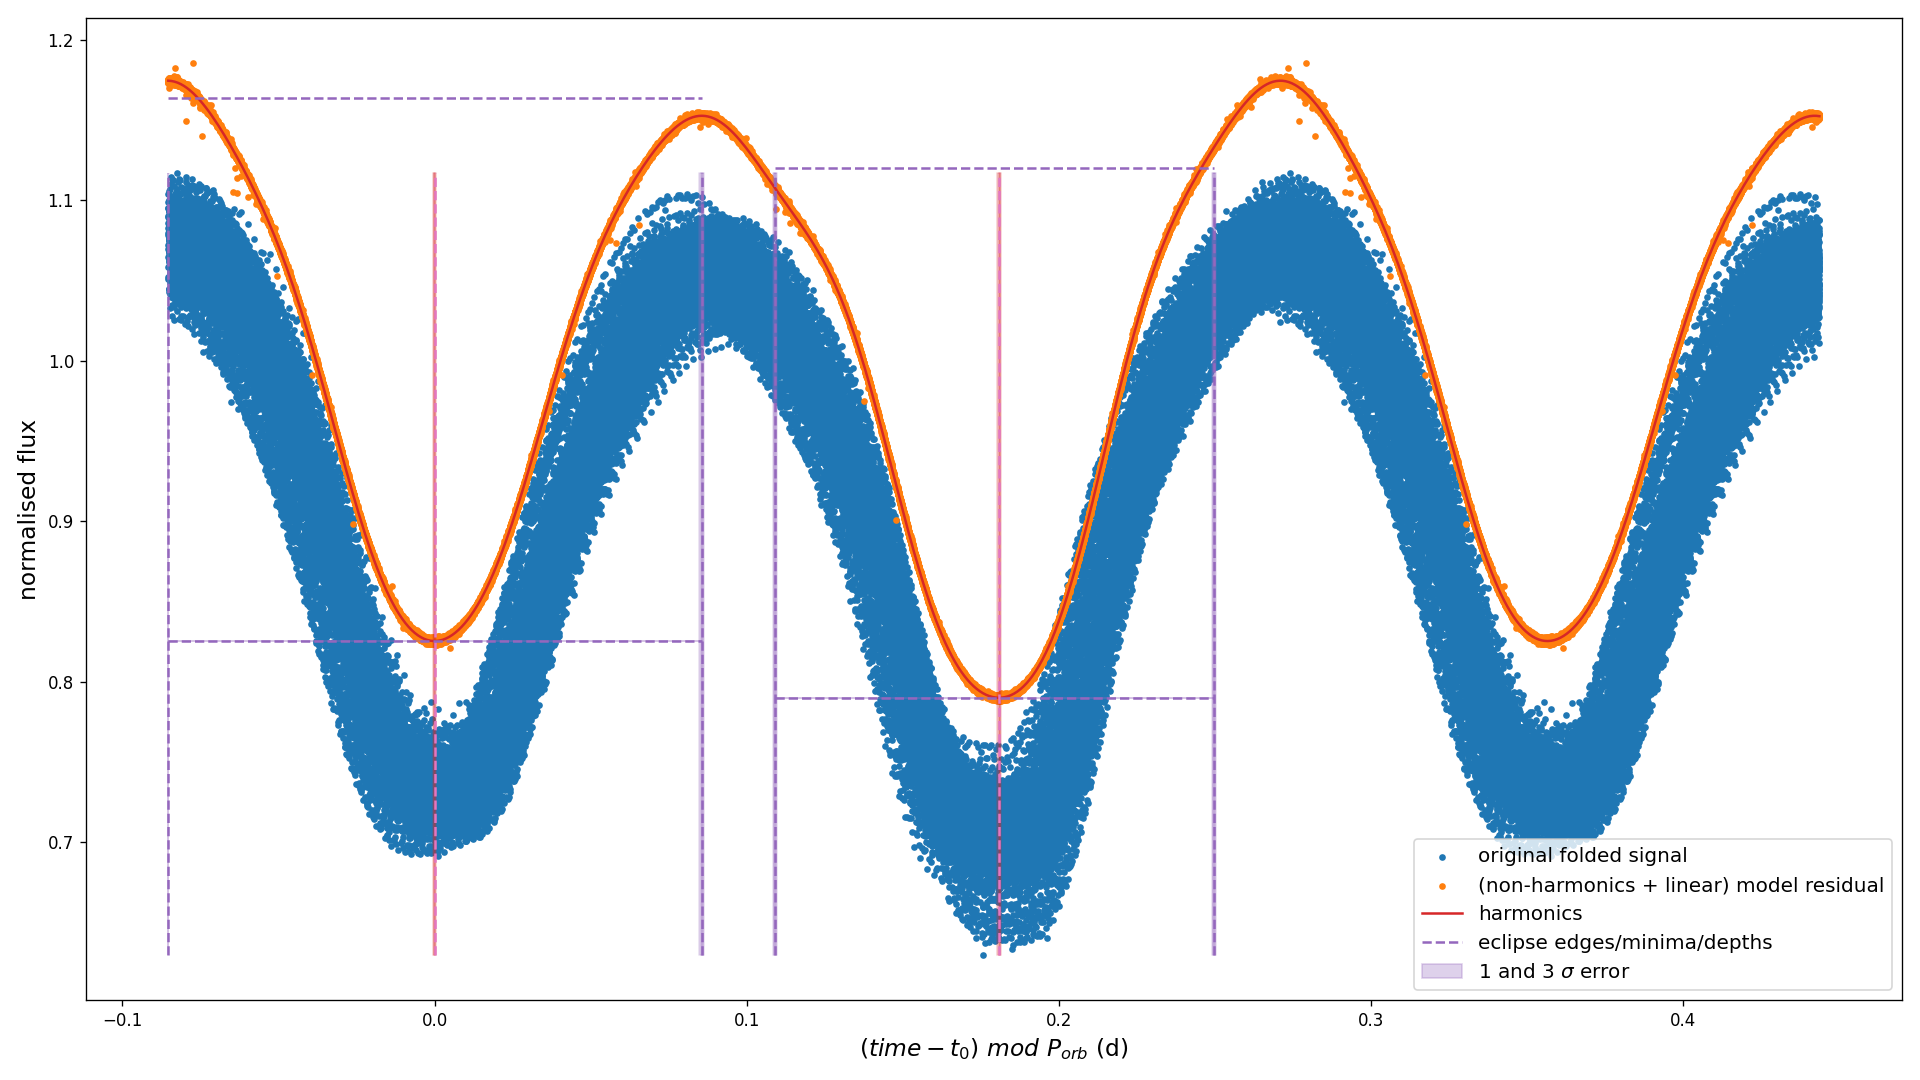 1.2
1.1
1.0
0.9
0.8
0.7
normalised flux
−0.1 0.0 0.1 0.2 0.3 0.4
(time − t₀) mod P_orb (d)
original folded signal
(non-harmonics + linear) model residual
harmonics
eclipse edges/minima/depths
1 and 3 σ error